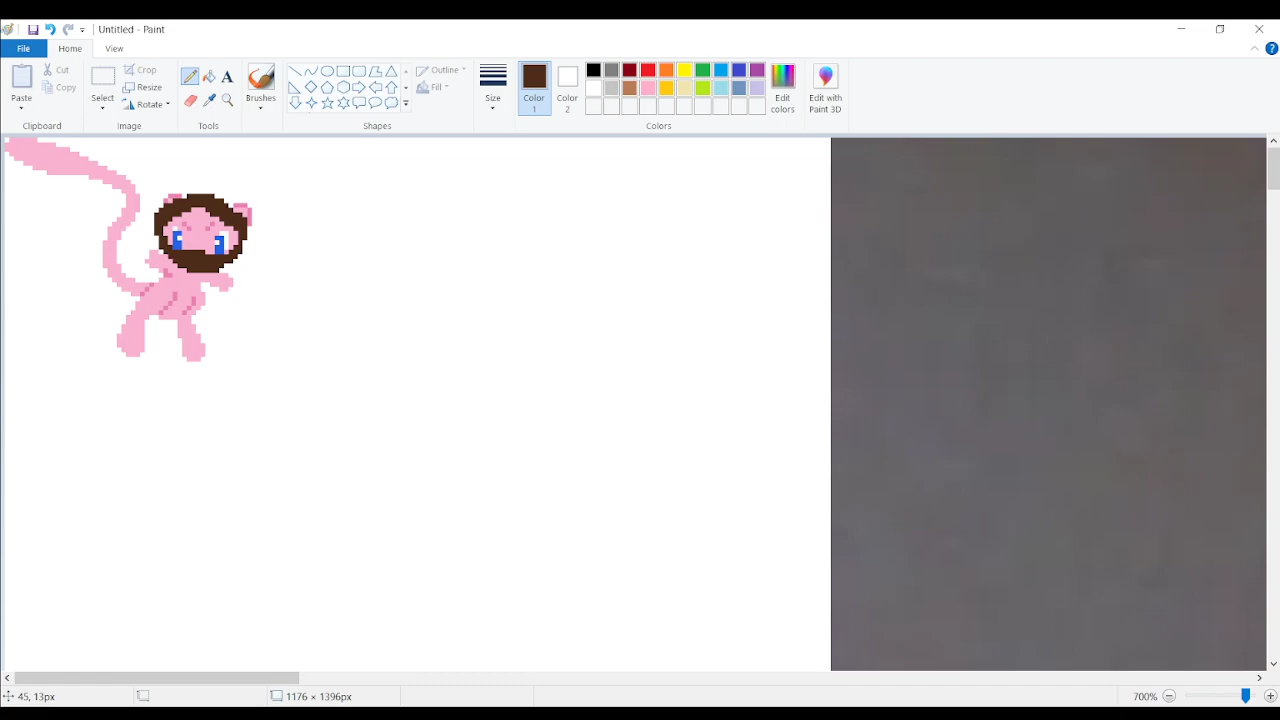 Untitled - Paint
File Home View
Paste
Cut
Copy
Clipboard
Select
Crop
Resize
Rotate
Image
A
Tools
Brushes
Outline
Fill
Shapes
Size
Color 1
Color 2
Edit colors
Colors
Edit with Paint 3D
45, 13px
1176 × 1396px
700%